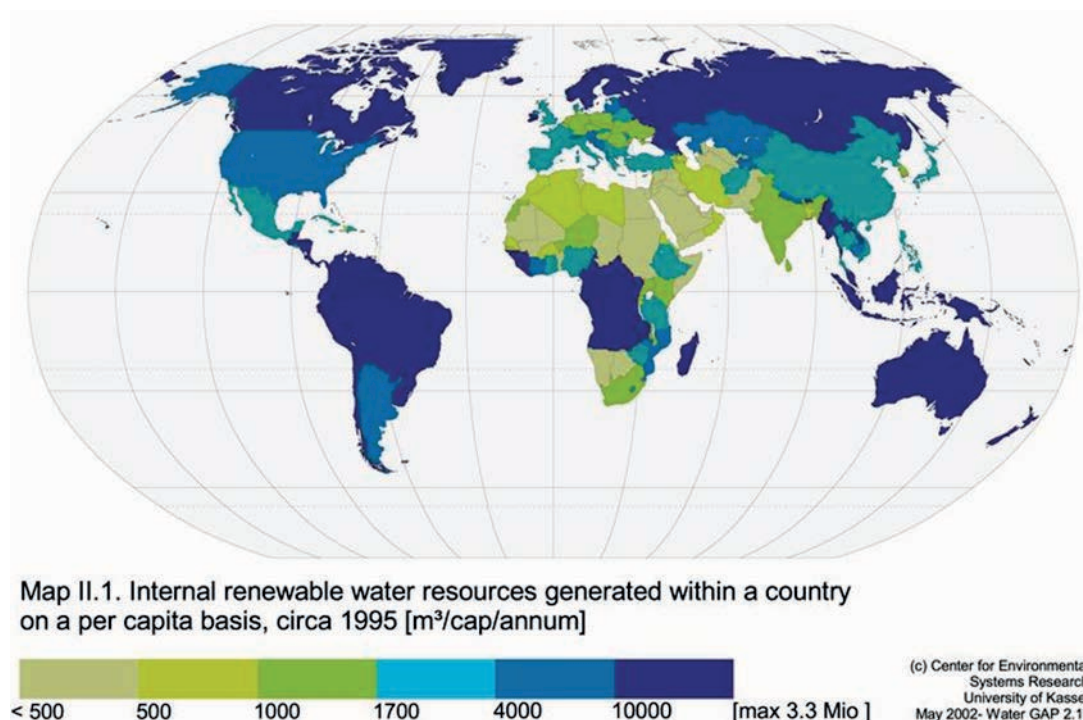 Map II.1. Internal renewable water resources generated within a country
on a per capita basis, circa 1995 [m³/cap/annum]
< 500 500 1000 1700 4000 10000 [max 3.3 Mio ]
(c) Center for Environmenta
Systems Research
University of Kasse
May 2002- Water GAP 2.1